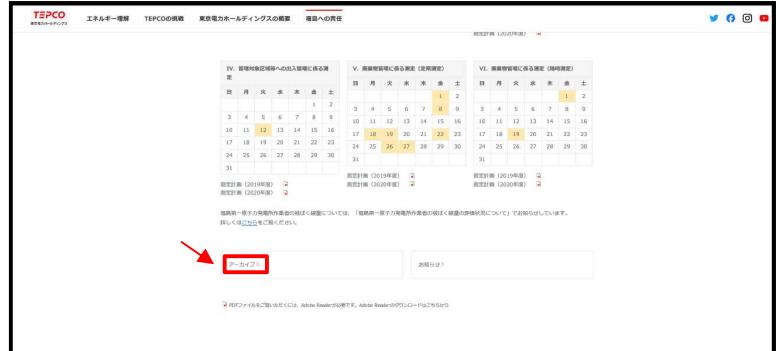 TEPCO
東京電力ホールディングス
エネルギー理解 TEPCOの挑戦 東京電力ホールディングスの概要 福島への責任
測定計画（2020年度）
IV. 管理対象区域等への出入管理に係る測定
日 月 火 水 木 金 土
1 2
3 4 5 6 7 8 9
10 11 12 13 14 15 16
17 18 19 20 21 22 23
24 25 26 27 28 29 30
31
測定計画（2019年度）
測定計画（2020年度）
V. 廃棄物管理に係る測定（定期測定）
日 月 火 水 木 金 土
1 2
3 4 5 6 7 8 9
10 11 12 13 14 15 16
17 18 19 20 21 22 23
24 25 26 27 28 29 30
31
測定計画（2019年度）
測定計画（2020年度）
VI. 廃棄物管理に係る測定（随時測定）
日 月 火 水 木 金 土
1 2
3 4 5 6 7 8 9
10 11 12 13 14 15 16
17 18 19 20 21 22 23
24 25 26 27 28 29 30
31
測定計画（2019年度）
測定計画（2020年度）
福島第一原子力発電所作業者の被ばく線量については、「福島第一原子力発電所作業者の被ばく線量の評価状況について」でお知らせしています。
詳しくはこちらをご覧ください。
アーカイブ
お知らせ
PDFファイルをご覧いただくには、Adobe Readerが必要です。Adobe Readerのダウンロードはこちらから